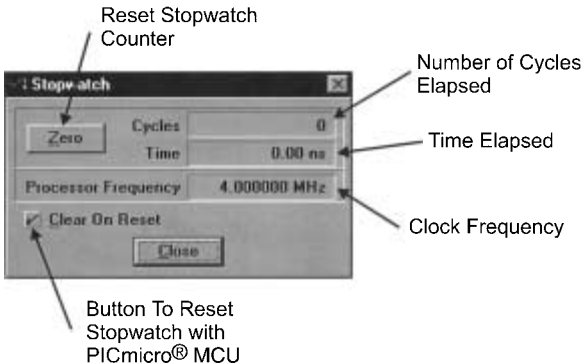 Reset Stopwatch
Counter
Number of Cycles
Elapsed
Stopwatch
Cycles 0
Zero
Time 0.00 ns
Time Elapsed
Processor Frequency 4.000000 MHz
Clear On Reset
Clock Frequency
Close
Button To Reset
Stopwatch with
PICmicro® MCU